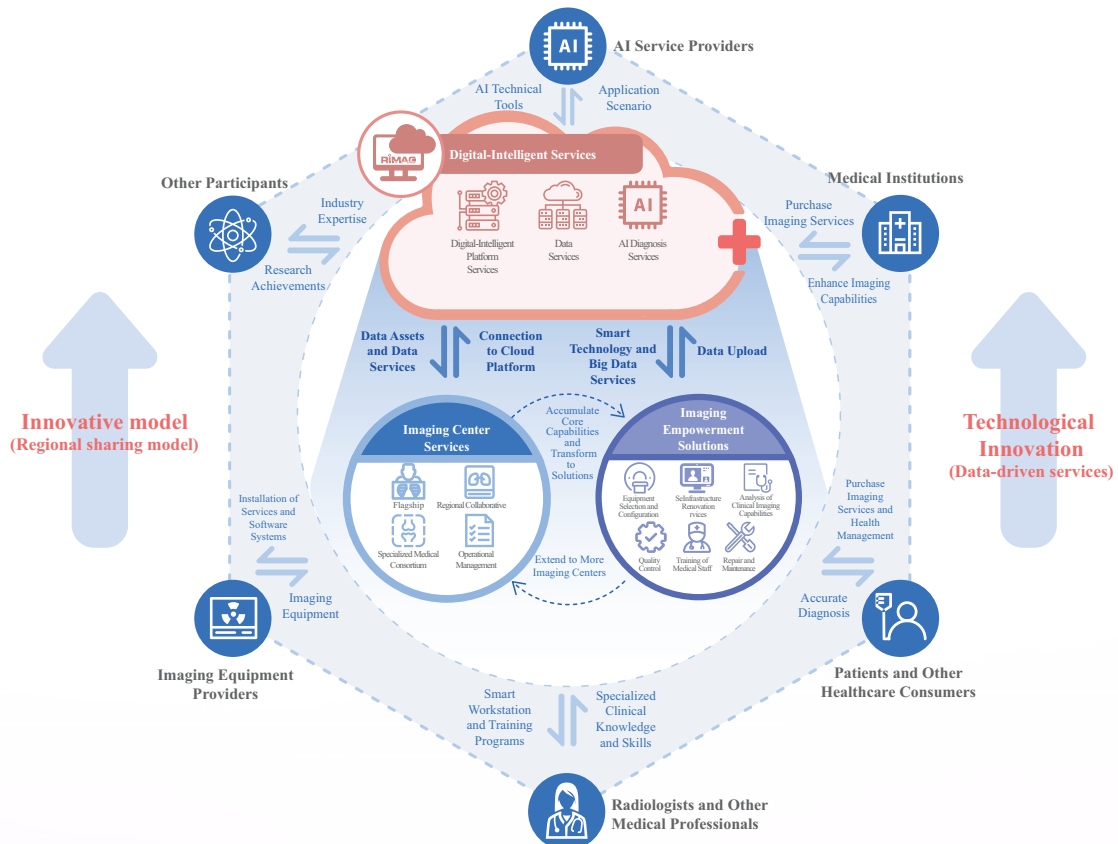 AI
AI Service Providers
AI Technical
Tools
Application
Scenario
RIMAG
Digital-Intelligent Services
Other Participants
Industry
Expertise
Research
Achievements
Medical Institutions
Purchase
Imaging Services
Enhance Imaging
Capabilities
Digital-Intelligent
Platform
Services
Data
Services
AI
AI Diagnosis
Services
Data Assets
and Data
Services
Connection
to Cloud
Platform
Smart
Technology and
Big Data
Services
Data Upload
Innovative model
(Regional sharing model)
Technological
Innovation
(Data-driven services)
Imaging Center
Services
Flagship
Regional Collaborative
Specialized Medical
Consortium
Operational
Management
Accumulate
Core
Capabilities
and
Transform
to
Solutions
Extend to More
Imaging Centers
Imaging
Empowerment
Solutions
Equipment
Selection and
Configuration
SeInfrastructure
Renovation
rvices
Analysis of
Clinical Imaging
Capabilities
Quality
Control
Training of
Medical Staff
Repair and
Maintenance
Installation of
Services and
Software
Systems
Imaging
Equipment
Imaging Equipment
Providers
Purchase
Imaging
Services and
Health
Management
Accurate
Diagnosis
Patients and Other
Healthcare Consumers
Smart
Workstation
and Training
Programs
Specialized
Clinical
Knowledge
and Skills
Radiologists and Other
Medical Professionals